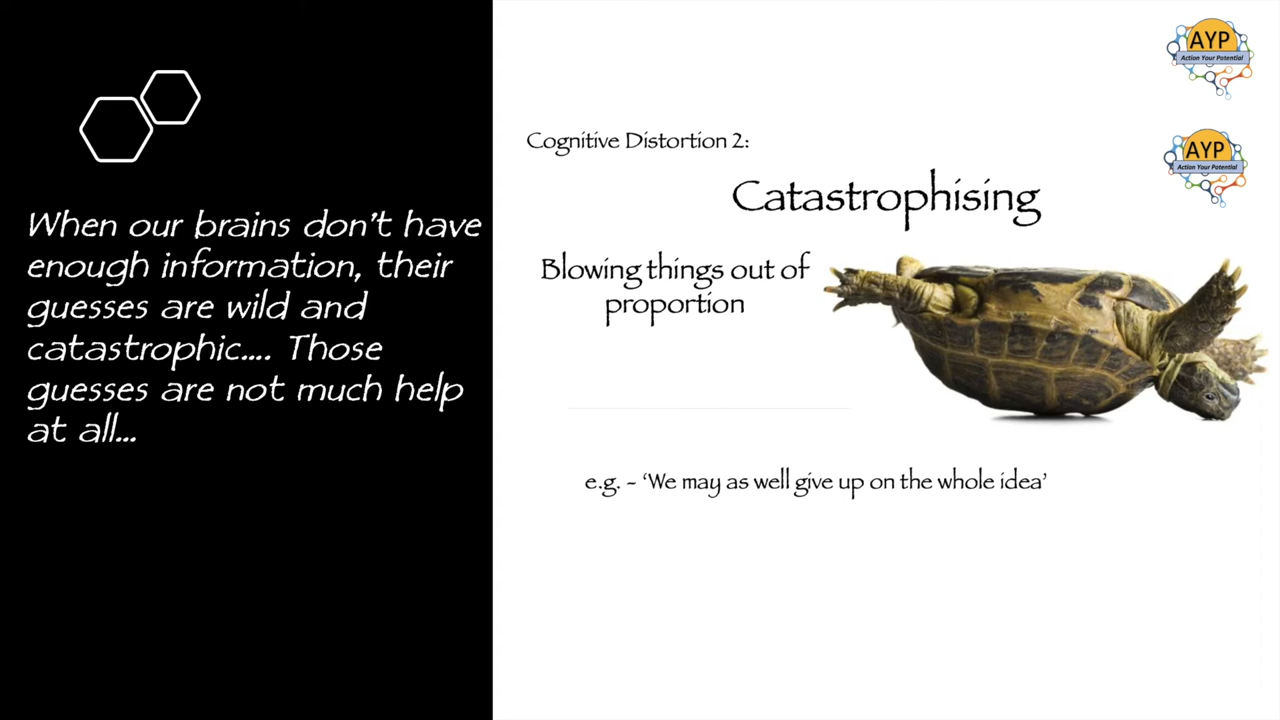 When our brains don't have
enough information, their
guesses are wild and
catastrophic.... Those
guesses are not much help
at all...
AYP
Action Your Potential
AYP
Action Your Potential
Cognitive Distortion 2:
Catastrophising
Blowing things out of
proportion
e.g. - 'We may as well give up on the whole idea'